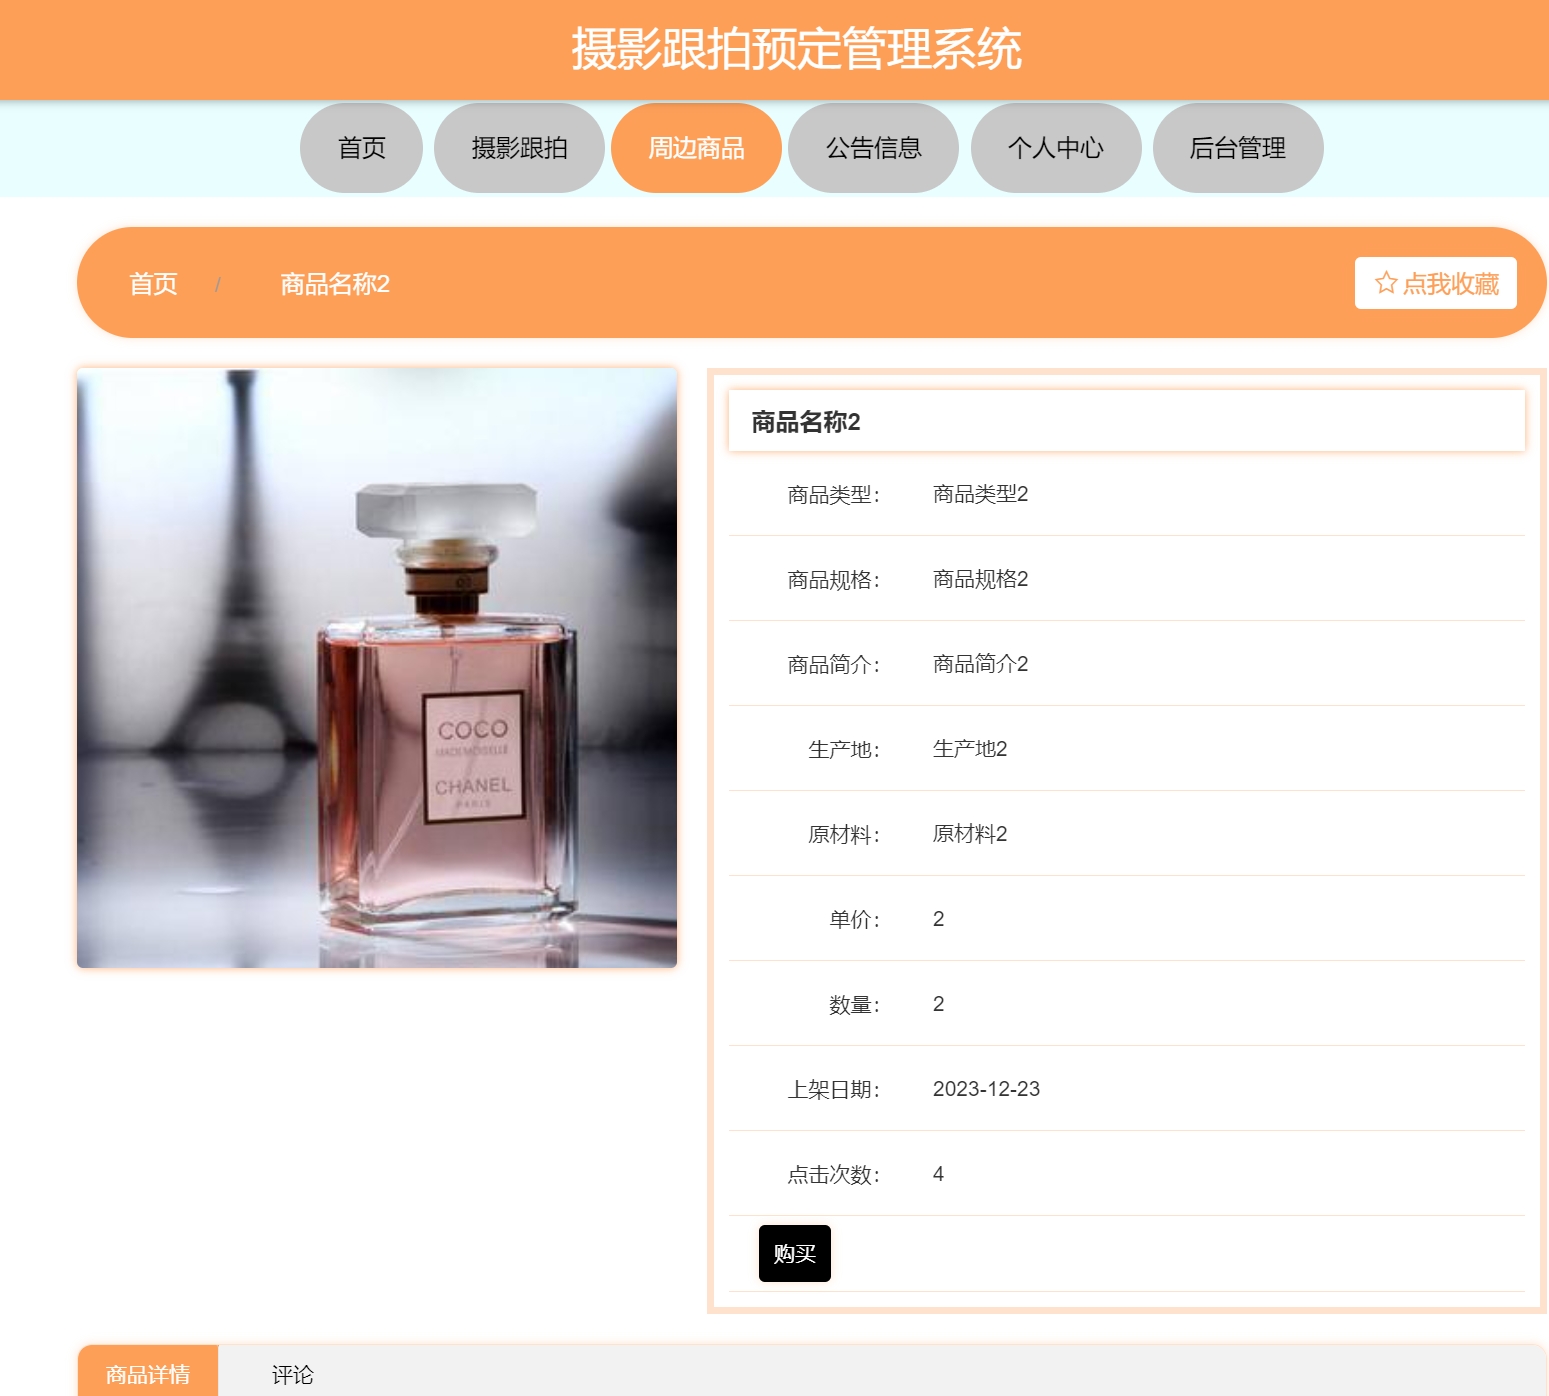 摄影跟拍预定管理系统
首页 摄影跟拍 周边商品 公告信息 个人中心 后台管理
首页 / 商品名称2 ☆ 点我收藏
COCO
MADEMOISELLE
CHANEL
PARIS
商品名称2
商品类型： 商品类型2
商品规格： 商品规格2
商品简介： 商品简介2
生产地： 生产地2
原材料： 原材料2
单价： 2
数量： 2
上架日期： 2023-12-23
点击次数： 4
购买
商品详情 评论